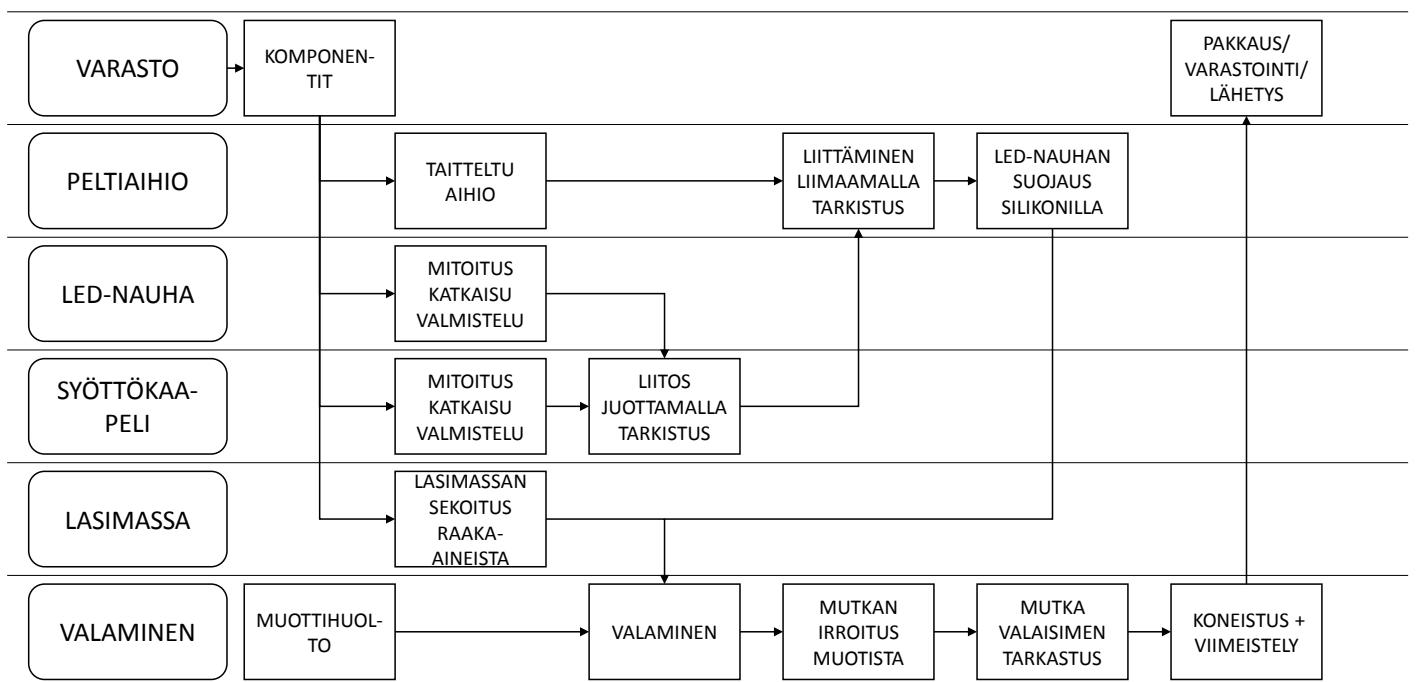 VARASTO
KOMPONEN-
TIT
PAKKAUS/
VARASTOINTI/
LÄHETYS
PELTIAIHIO
TAITELTU
AIHIO
LIITTÄMINEN
LIIMAAMALLA
TARKISTUS
LED-NAUHAN
SUOJAUS
SILIKONILLA
LED-NAUHA
MITOITUS
KATKAISU
VALMISTELU
SYÖTTÖKAA-
PELI
MITOITUS
KATKAISU
VALMISTELU
LIITOS
JUOTTAMALLA
TARKISTUS
LASIMASSA
LASIMASSAN
SEKOITUS
RAAKA-
AINEISTA
VALAMINEN
MUOTTIHUOL-
TO
VALAMINEN
MUTKAN
IRROITUS
MUOTISTA
MUTKA
VALAISIMEN
TARKASTUS
KONEISTUS +
VIIMEISTELY